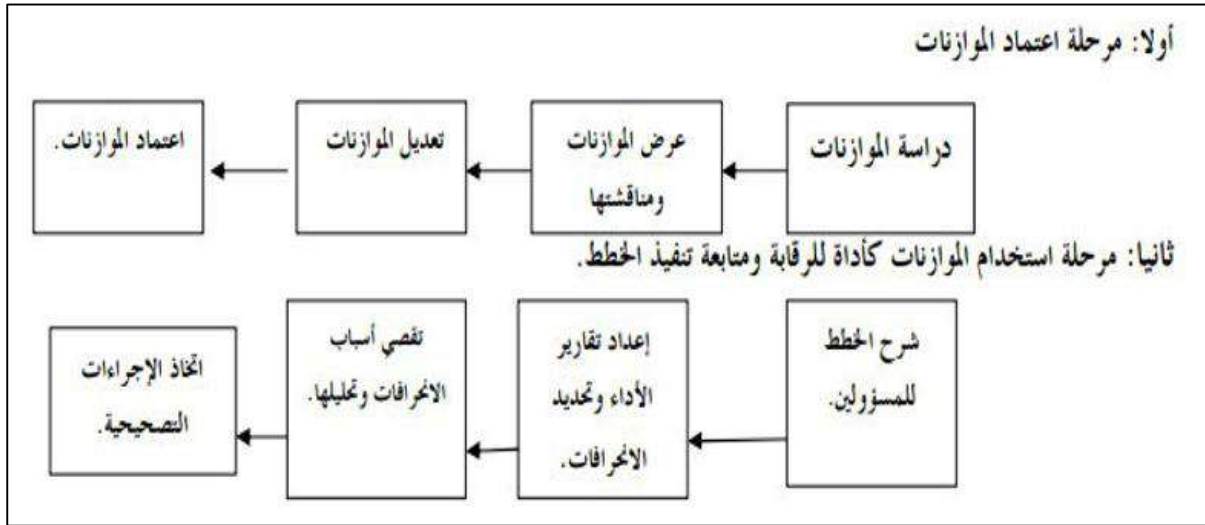 أولا: مرحلة اعتماد الموازنات
دراسة الموازنات
عرض الموازنات
ومناقشتها
تعديل الموازنات
اعتماد الموازنات.
ثانيا: مرحلة استخدام الموازنات كأداة للرقابة ومتابعة تنفيذ الخطط.
شرح الخطط
للمسؤولين.
إعداد تقارير
الأداء وتحديد
الانحرافات.
تقصي أسباب
الانحرافات وتحليلها.
اتخاذ الإجراءات
التصحيحية.